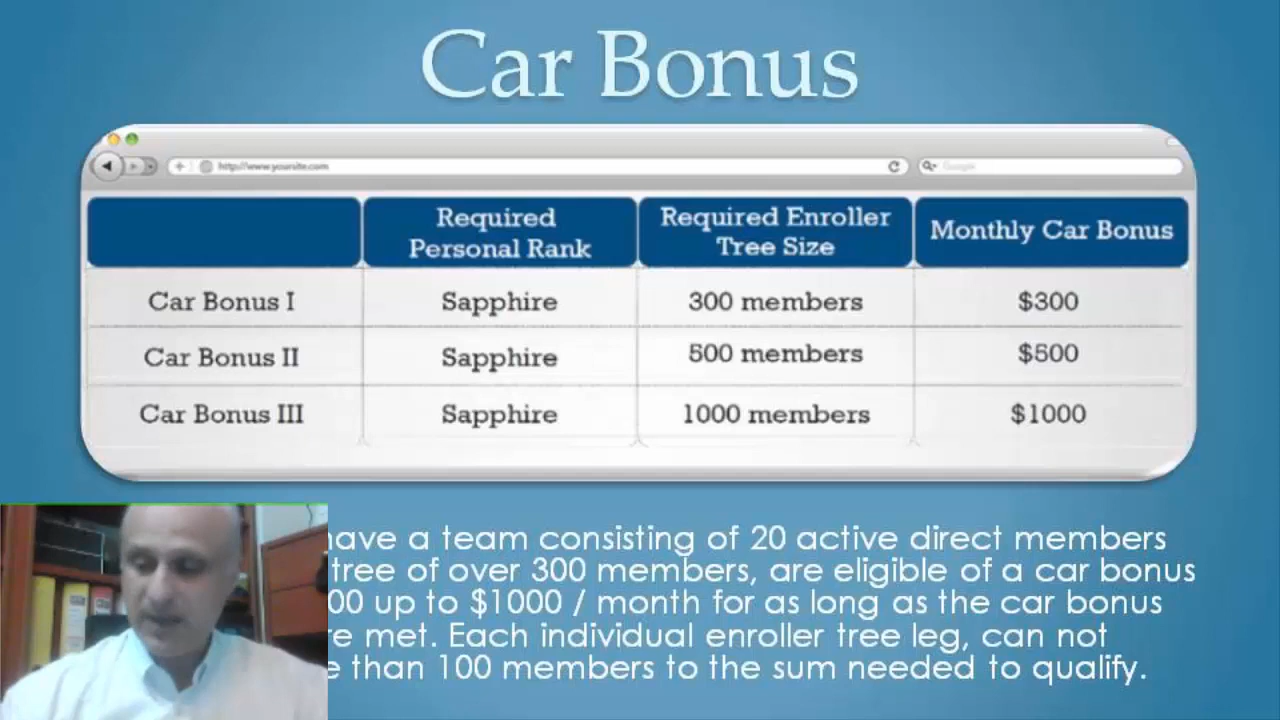 Car Bonus
http://www.yoursite.com
Google
Required Personal Rank
Required Enroller Tree Size
Monthly Car Bonus
Car Bonus I Sapphire 300 members $300
Car Bonus II Sapphire 500 members $500
Car Bonus III Sapphire 1000 members $1000
have a team consisting of 20 active direct members
tree of over 300 members, are eligible of a car bonus
00 up to $1000 / month for as long as the car bonus
met. Each individual enroller tree leg, can not
than 100 members to the sum needed to qualify.